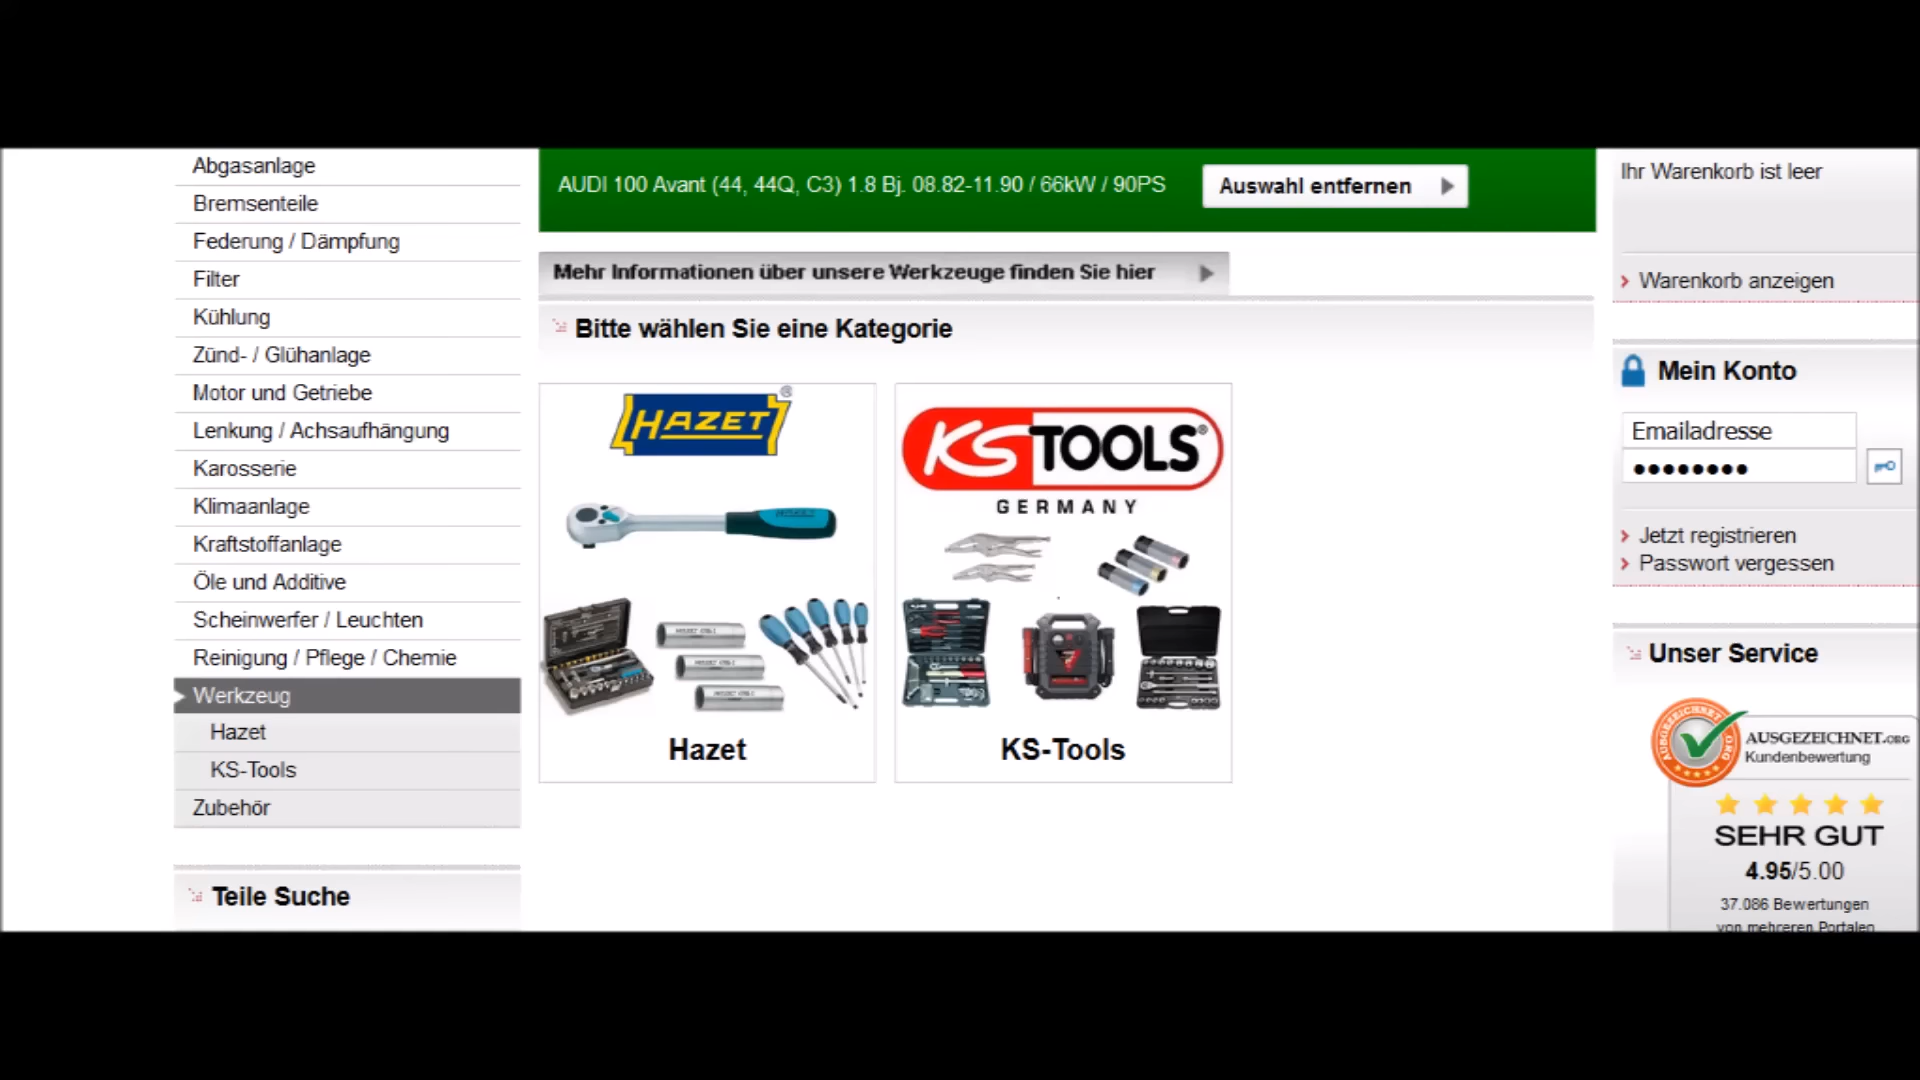 Abgasanlage
Bremsenteile
Federung / Dämpfung
Filter
Kühlung
Zünd- / Glühanlage
Motor und Getriebe
Lenkung / Achsaufhängung
Karosserie
Klimaanlage
Kraftstoffanlage
Öle und Additive
Scheinwerfer / Leuchten
Reinigung / Pflege / Chemie
Werkzeug
Hazet
KS-Tools
Zubehör
Teile Suche
AUDI 100 Avant (44, 44Q, C3) 1.8 Bj. 08.82-11.90 / 66kW / 90PS
Auswahl entfernen
Mehr Informationen über unsere Werkzeuge finden Sie hier
Bitte wählen Sie eine Kategorie
HAZET®
HAZET
Hazet
KS TOOLS®
GERMANY
KS-Tools
Ihr Warenkorb ist leer
Warenkorb anzeigen
Mein Konto
Emailadresse
••••••••
Jetzt registrieren
Passwort vergessen
Unser Service
AUSGEZEICHNET.ORG
Kundenbewertung
SEHR GUT
4.95/5.00
37.086 Bewertungen
von mehreren Portalen